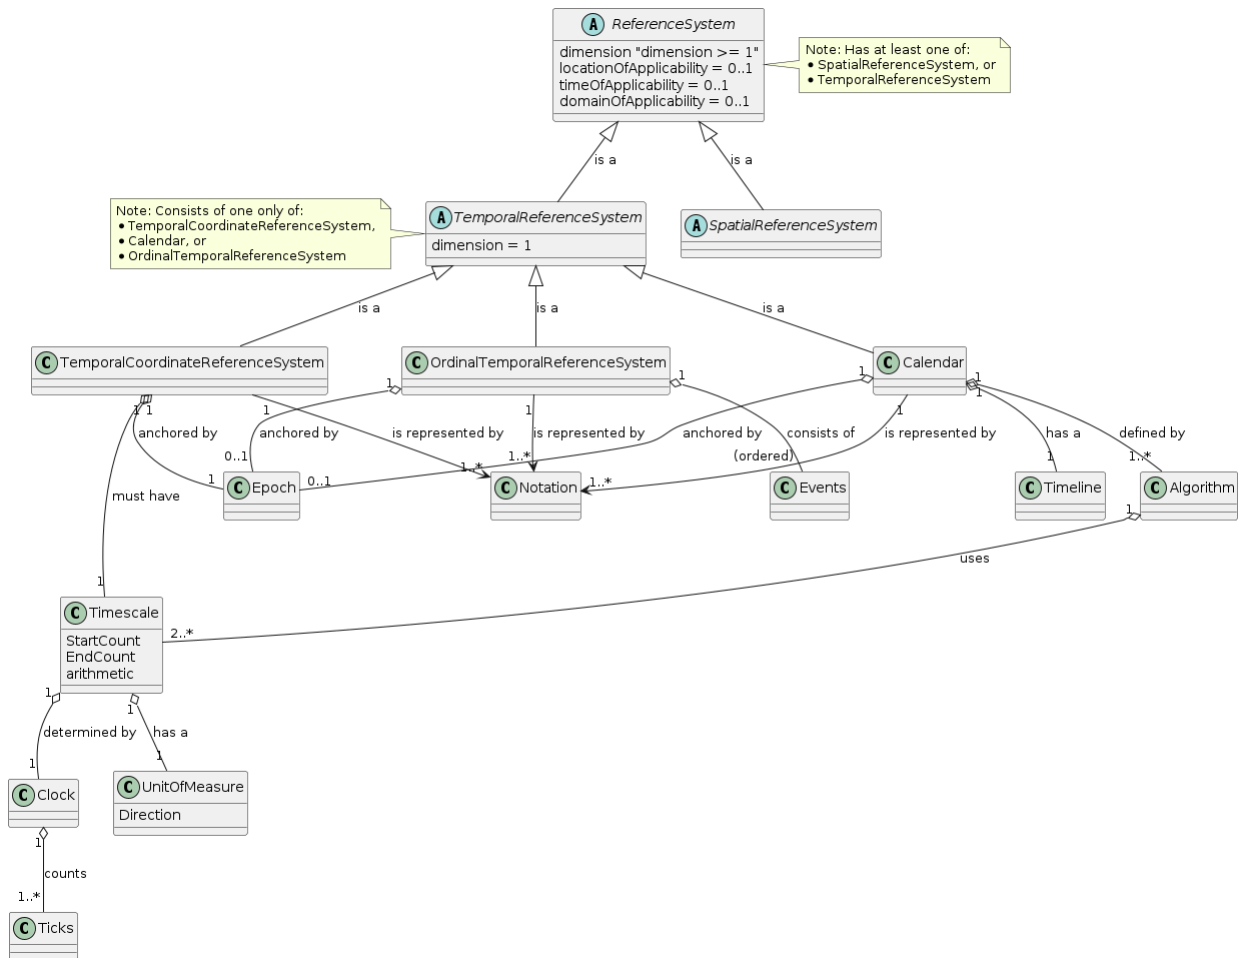 A ReferenceSystem
dimension "dimension >= 1"
locationOfApplicability = 0..1
timeOfApplicability = 0..1
domainOfApplicability = 0..1
Note: Has at least one of:
• SpatialReferenceSystem, or
• TemporalReferenceSystem
is a
is a
Note: Consists of one only of:
• TemporalCoordinateReferenceSystem,
• Calendar, or
• OrdinalTemporalReferenceSystem
A TemporalReferenceSystem
dimension = 1
A SpatialReferenceSystem
is a
is a
is a
C TemporalCoordinateReferenceSystem
C OrdinalTemporalReferenceSystem
C Calendar
1
1
1
1
1
1
1
1
1
1
anchored by
anchored by
is represented by
is represented by
anchored by
consists of
is represented by
has a
defined by
0..1
1
0..1
1..*
1..*
(ordered)
1..*
1
1..*
C Epoch
C Notation
C Events
C Timeline
C Algorithm
must have
1
1
uses
2..*
C Timescale
StartCount
EndCount
arithmetic
1
1
determined by
has a
1
1
C Clock
C UnitOfMeasure
Direction
1
counts
1..*
C Ticks